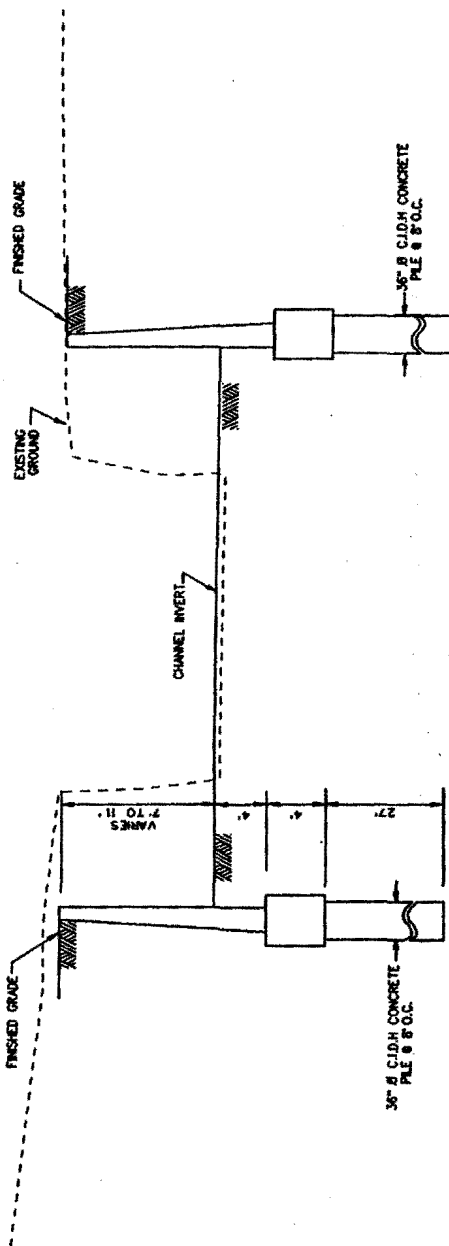 FINISHED GRADE
EXISTING
GROUND
FINISHED GRADE
CHANNEL INVERT
VARIES
7' TO 11'
4'
4'
27'
36" Ø C.I.D.H CONCRETE
PILE @ 8' O.C.
36" Ø C.I.D.H CONCRETE
PILE @ 8' O.C.